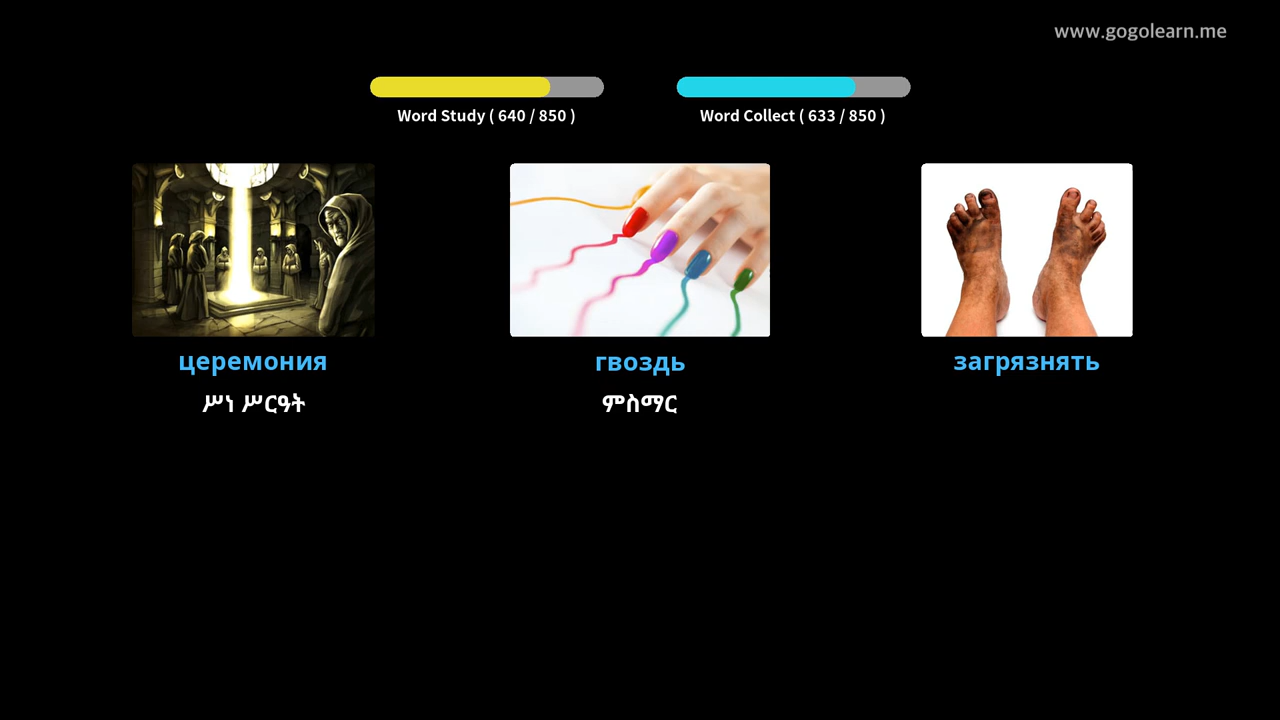 www.gogolearn.me
Word Study ( 640 / 850 )
Word Collect ( 633 / 850 )
церемония
гвоздь
загрязнять
ሥነ ሥርዓት
ምስማር